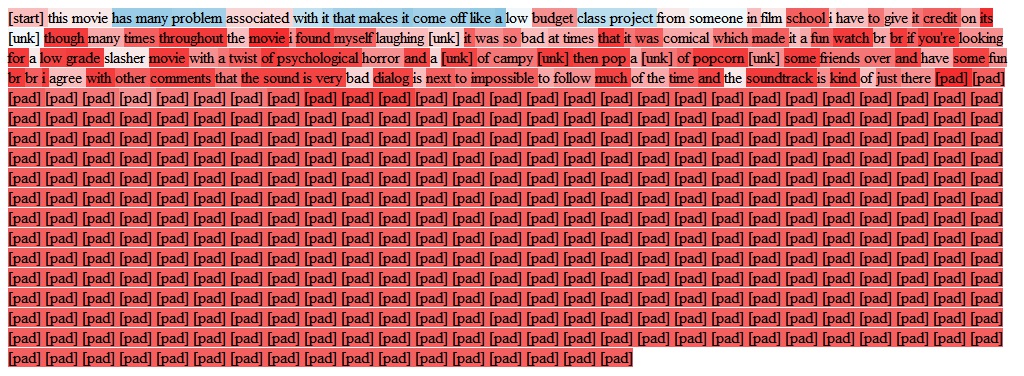 [start] this movie has many problem associated with it that makes it come off like a low budget class project from someone in film school i have to give it credit on its
[unk] though many times throughout the movie i found myself laughing [unk] it was so bad at times that it was comical which made it a fun watch br br if you're looking
for a low grade slasher movie with a twist of psychological horror and a [unk] of campy [unk] then pop a [unk] of popcorn [unk] some friends over and have some fun
br br i agree with other comments that the sound is very bad dialog is next to impossible to follow much of the time and the soundtrack is kind of just there [pad] [pad]
[pad] [pad] [pad] [pad] [pad] [pad] [pad] [pad] [pad] [pad] [pad] [pad] [pad] [pad] [pad] [pad] [pad] [pad] [pad] [pad] [pad] [pad] [pad] [pad] [pad] [pad] [pad]
[pad] [pad] [pad] [pad] [pad] [pad] [pad] [pad] [pad] [pad] [pad] [pad] [pad] [pad] [pad] [pad] [pad] [pad] [pad] [pad] [pad] [pad] [pad] [pad] [pad] [pad] [pad]
[pad] [pad] [pad] [pad] [pad] [pad] [pad] [pad] [pad] [pad] [pad] [pad] [pad] [pad] [pad] [pad] [pad] [pad] [pad] [pad] [pad] [pad] [pad] [pad] [pad] [pad] [pad]
[pad] [pad] [pad] [pad] [pad] [pad] [pad] [pad] [pad] [pad] [pad] [pad] [pad] [pad] [pad] [pad] [pad] [pad] [pad] [pad] [pad] [pad] [pad] [pad] [pad] [pad] [pad]
[pad] [pad] [pad] [pad] [pad] [pad] [pad] [pad] [pad] [pad] [pad] [pad] [pad] [pad] [pad] [pad] [pad] [pad] [pad] [pad] [pad] [pad] [pad] [pad] [pad] [pad] [pad]
[pad] [pad] [pad] [pad] [pad] [pad] [pad] [pad] [pad] [pad] [pad] [pad] [pad] [pad] [pad] [pad] [pad] [pad] [pad] [pad] [pad] [pad] [pad] [pad] [pad] [pad] [pad]
[pad] [pad] [pad] [pad] [pad] [pad] [pad] [pad] [pad] [pad] [pad] [pad] [pad] [pad] [pad] [pad] [pad] [pad] [pad] [pad] [pad] [pad] [pad] [pad] [pad] [pad] [pad]
[pad] [pad] [pad] [pad] [pad] [pad] [pad] [pad] [pad] [pad] [pad] [pad] [pad] [pad] [pad] [pad] [pad] [pad] [pad] [pad] [pad] [pad] [pad] [pad] [pad] [pad] [pad]
[pad] [pad] [pad] [pad] [pad] [pad] [pad] [pad] [pad] [pad] [pad] [pad] [pad] [pad] [pad] [pad] [pad] [pad] [pad] [pad] [pad] [pad] [pad] [pad] [pad] [pad] [pad]
[pad] [pad] [pad] [pad] [pad] [pad] [pad] [pad] [pad] [pad] [pad] [pad] [pad] [pad] [pad] [pad] [pad] [pad] [pad] [pad] [pad] [pad] [pad] [pad] [pad] [pad] [pad]
[pad] [pad] [pad] [pad] [pad] [pad] [pad] [pad] [pad] [pad] [pad] [pad] [pad] [pad] [pad] [pad] [pad] [pad] [pad] [pad] [pad] [pad] [pad] [pad] [pad] [pad] [pad]
[pad] [pad] [pad] [pad] [pad] [pad] [pad] [pad] [pad] [pad] [pad] [pad] [pad] [pad] [pad] [pad] [pad] [pad] [pad] [pad] [pad] [pad] [pad] [pad] [pad] [pad] [pad]
[pad] [pad] [pad] [pad] [pad] [pad] [pad] [pad] [pad] [pad] [pad] [pad] [pad] [pad] [pad] [pad] [pad] [pad] [pad] [pad] [pad] [pad] [pad] [pad] [pad] [pad] [pad]
[pad] [pad] [pad] [pad] [pad] [pad] [pad] [pad] [pad] [pad] [pad] [pad] [pad] [pad] [pad] [pad] [pad]